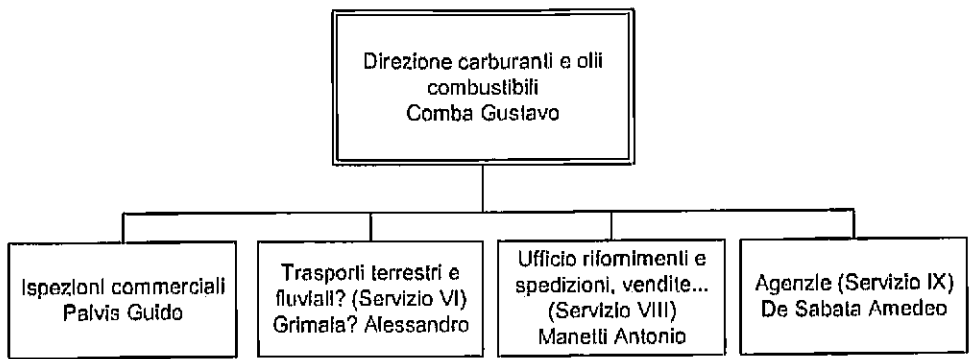 Direzione carburanti e olii
combustibili
Comba Gustavo
Ispezioni commerciali
Palvis Guido
Trasporti terrestri e
fluviali? (Servizio VI)
Grimala? Alessandro
Ufficio rifornimenti e
spedizioni, vendite...
(Servizio VIII)
Manetti Antonio
Agenzie (Servizio IX)
De Sabata Amedeo